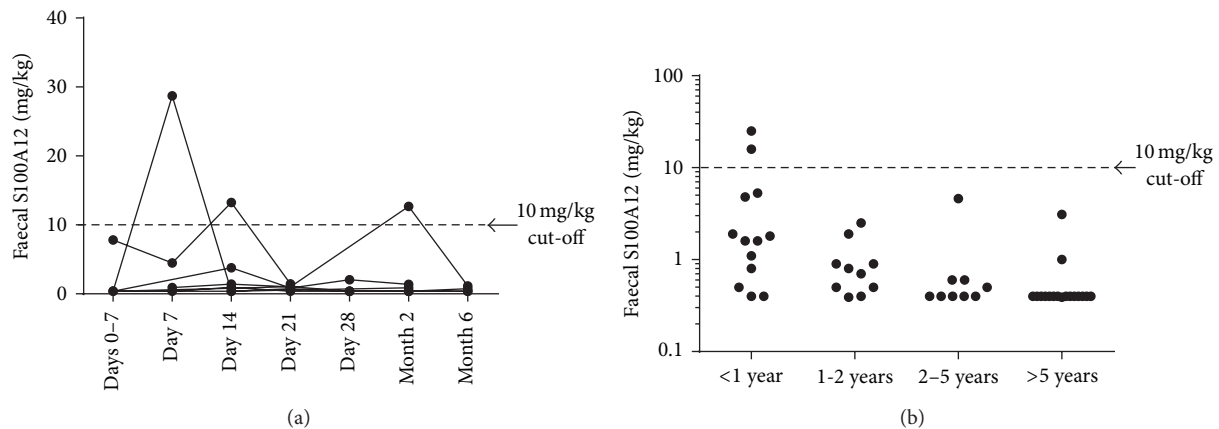 Faecal S100A12 (mg/kg)
40
30
20
10
0
10 mg/kg
cut-off
Days 0–7
Day 7
Day 14
Day 21
Day 28
Month 2
Month 6
(a)
Faecal S100A12 (mg/kg)
100
10
1
0.1
10 mg/kg
cut-off
<1 year
1-2 years
2–5 years
>5 years
(b)